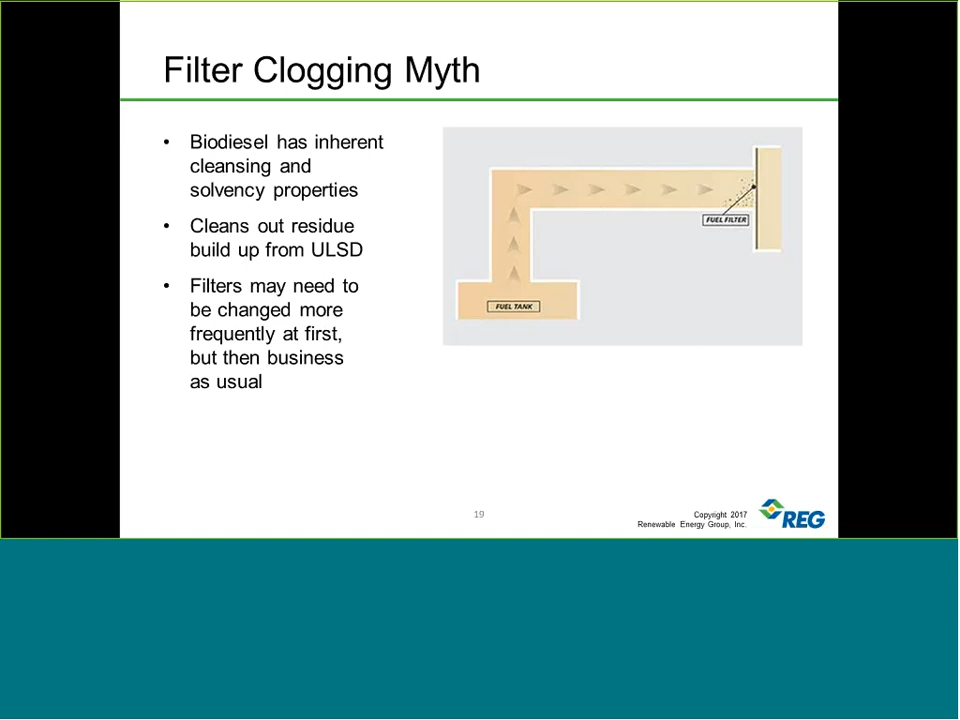 Filter Clogging Myth
• Biodiesel has inherent
cleansing and
solvency properties
• Cleans out residue
build up from ULSD
• Filters may need to
be changed more
frequently at first,
but then business
as usual
FUEL FILTER
FUEL TANK
19
Copyright 2017
Renewable Energy Group, Inc.
REG